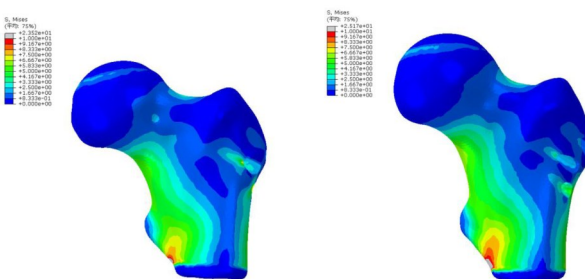 S, Mises
(平均: 75%)
+2.352e+01
+1.000e+01
+9.167e+00
+8.333e+00
+7.500e+00
+6.667e+00
+5.833e+00
+5.000e+00
+4.167e+00
+3.333e+00
+2.500e+00
+1.667e+00
+8.333e-01
+0.000e+00
S, Mises
(平均: 75%)
+2.517e+01
+1.000e+01
+9.167e+00
+8.333e+00
+7.500e+00
+6.667e+00
+5.833e+00
+5.000e+00
+4.167e+00
+3.333e+00
+2.500e+00
+1.667e+00
+8.333e-01
+0.000e+00